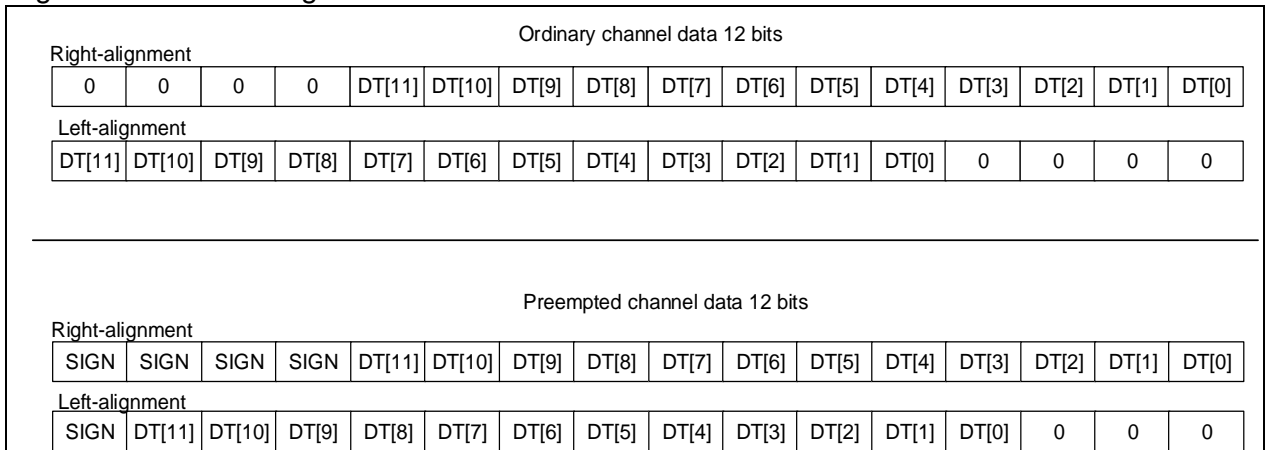 Ordinary channel data 12 bits
Right-alignment
0 0 0 0 DT[11] DT[10] DT[9] DT[8] DT[7] DT[6] DT[5] DT[4] DT[3] DT[2] DT[1] DT[0]
Left-alignment
DT[11] DT[10] DT[9] DT[8] DT[7] DT[6] DT[5] DT[4] DT[3] DT[2] DT[1] DT[0] 0 0 0 0
Preempted channel data 12 bits
Right-alignment
SIGN SIGN SIGN SIGN DT[11] DT[10] DT[9] DT[8] DT[7] DT[6] DT[5] DT[4] DT[3] DT[2] DT[1] DT[0]
Left-alignment
SIGN DT[11] DT[10] DT[9] DT[8] DT[7] DT[6] DT[5] DT[4] DT[3] DT[2] DT[1] DT[0] 0 0 0